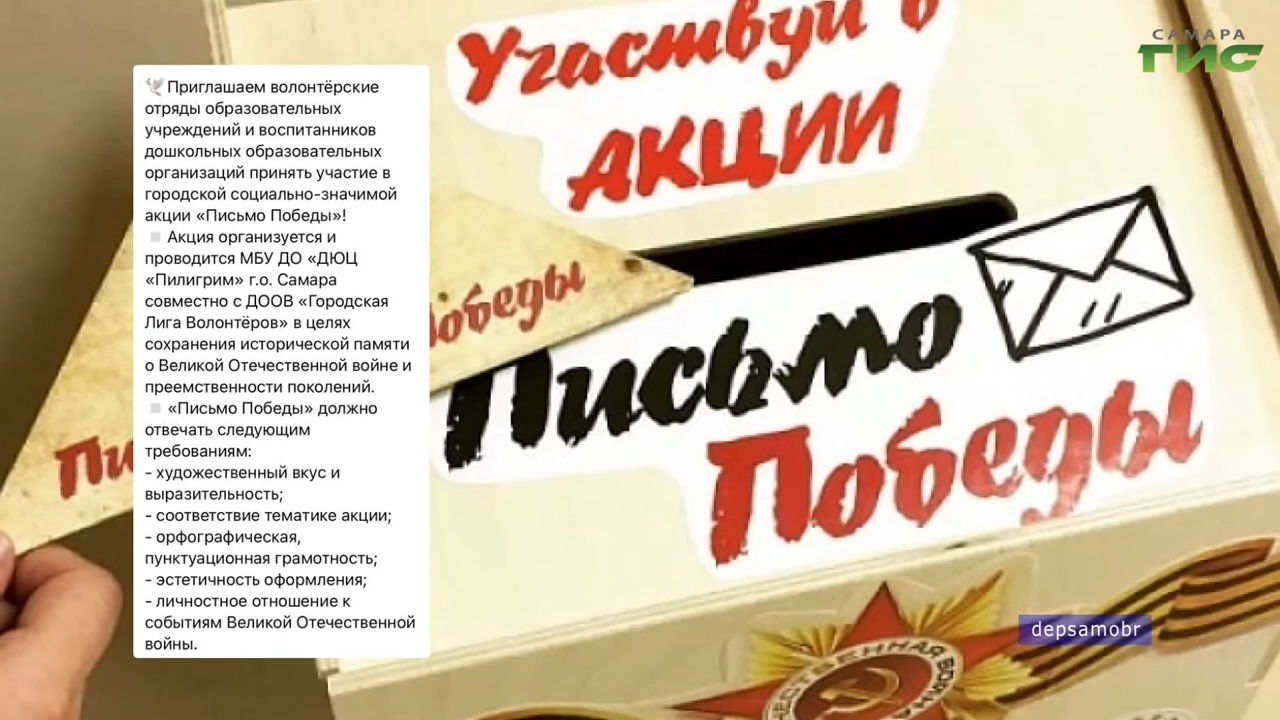 Участвуй в
АКЦИИ
САМАРА
ГИС
🕊Приглашаем волонтёрские
отряды образовательных
учреждений и воспитанников
дошкольных образовательных
организаций принять участие в
городской социально-значимой
акции «Письмо Победы»!
▫️ Акция организуется и
проводится МБУ ДО «ДЮЦ
«Пилигрим» г.о. Самара
совместно с ДООВ «Городская
Лига Волонтёров» в целях
сохранения исторической памяти
о Великой Отечественной войне и
преемственности поколений.
▫️ «Письмо Победы» должно
отвечать следующим
требованиям:
- художественный вкус и
выразительность;
- соответствие тематике акции;
- орфографическая,
пунктуационная грамотность;
- эстетичность оформления;
- личностное отношение к
событиям Великой Отечественной
войны.
Пи
Победы
Письмо
Победы
depsamobr
ЕСТВЕННАЯ ВОЙНА